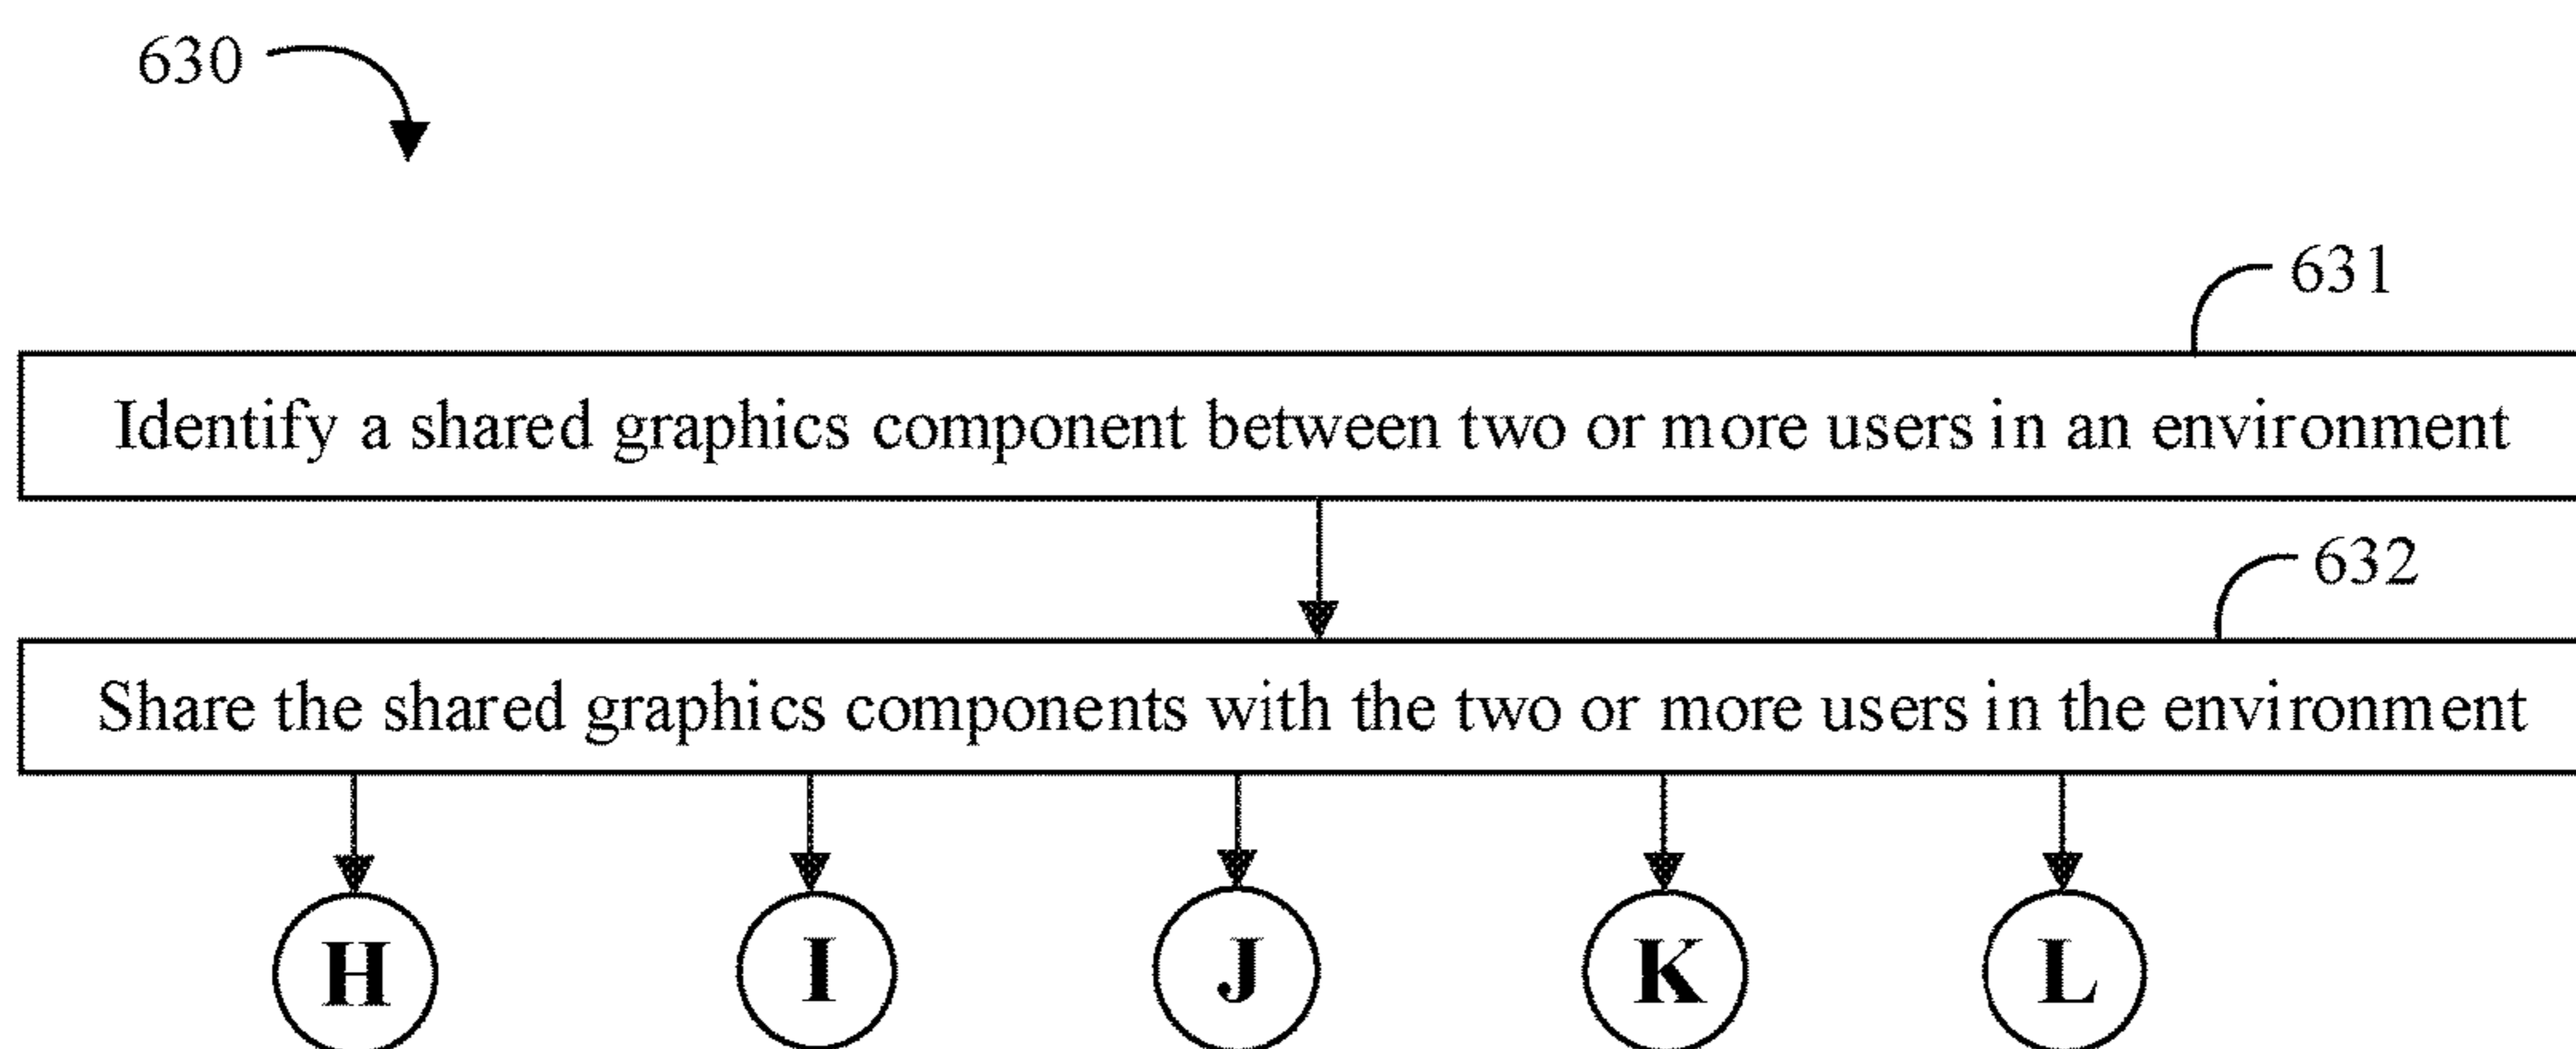 630
631
Identify a shared graphics component between two or more users in an environment
632
Share the shared graphics components with the two or more users in the environment
H I J K L